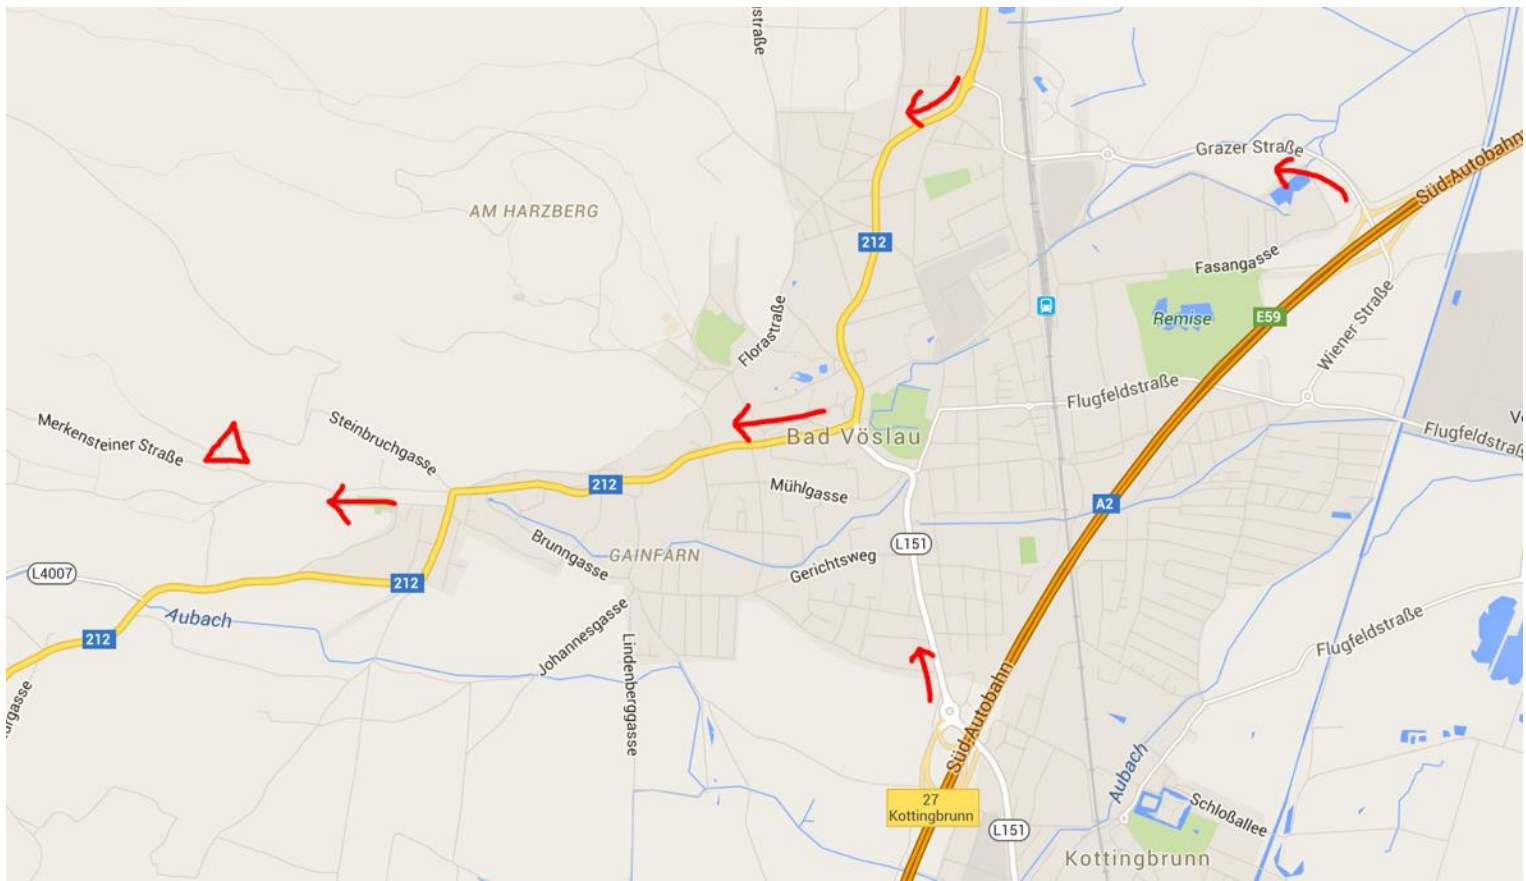 Grazer Straße
Süd-Autobahn
AM HARZBERG
212
Fasangasse
E59
Remise
Wiener Straße
Florastraße
Flugfeldstraße
Merkensteiner Straße
Steinbruchgasse
Bad Vöslau
Flugfeldstraß
212
Mühlgasse
A2
L151
Brunngasse
GAINFARN
Gerichtsweg
L4007
212
Aubach
212
Johannesgasse
Lindenberggasse
Flugfeldstraße
Süd-Autobahn
Aubach
27
Kottingbrunn
Schloßallee
L151
Kottingbrunn